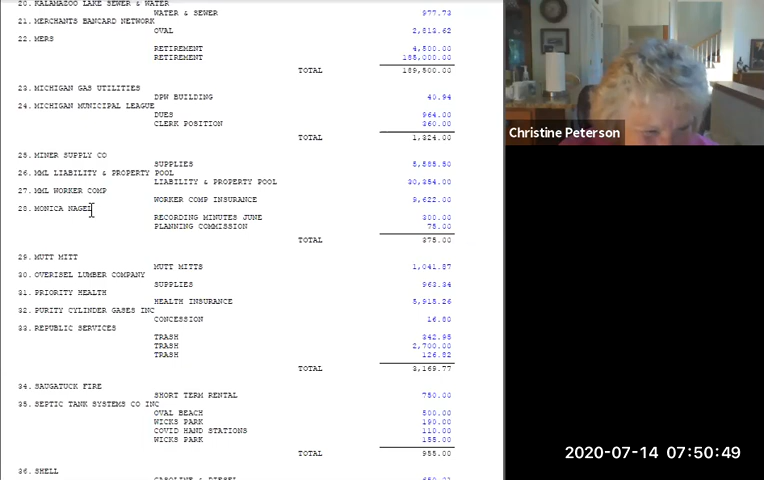 20. KALAMAZOO LAKE SEWER & WATER
WATER & SEWER 977.73
21. MERCHANTS BANCARD NETWORK
OVAL 2,813.62
22. MERS
RETIREMENT 4,500.00
RETIREMENT 185,000.00
TOTAL 189,500.00
23. MICHIGAN GAS UTILITIES
DPW BUILDING 40.94
24. MICHIGAN MUNICIPAL LEAGUE
DUES 964.00
CLERK POSITION 360.00
TOTAL 1,324.00
25. MINER SUPPLY CO
SUPPLIES 5,585.50
26. MML LIABILITY & PROPERTY POOL
LIABILITY & PROPERTY POOL 30,354.00
27. MML WORKER COMP
WORKER COMP INSURANCE 9,622.00
28. MONICA NAGEL
RECORDING MINUTES JUNE 300.00
PLANNING COMMISSION 75.00
TOTAL 375.00
29. MUTT MITT
MUTT MITTS 1,041.87
30. OVERISEL LUMBER COMPANY
SUPPLIES 963.34
31. PRIORITY HEALTH
HEALTH INSURANCE 5,915.26
32. PURITY CYLINDER GASES INC
CONCESSION 16.80
33. REPUBLIC SERVICES
TRASH 342.95
TRASH 2,700.00
TRASH 126.82
TOTAL 3,169.77
34. SAUGATUCK FIRE
SHORT TERM RENTAL 750.00
35. SEPTIC TANK SYSTEMS CO INC
OVAL BEACH 500.00
WICKS PARK 190.00
COVID HAND STATIONS 110.00
WICKS PARK 155.00
TOTAL 955.00
36. SHELL
GASOLINE & DIESEL
Christine Peterson
2020-07-14 07:50:49